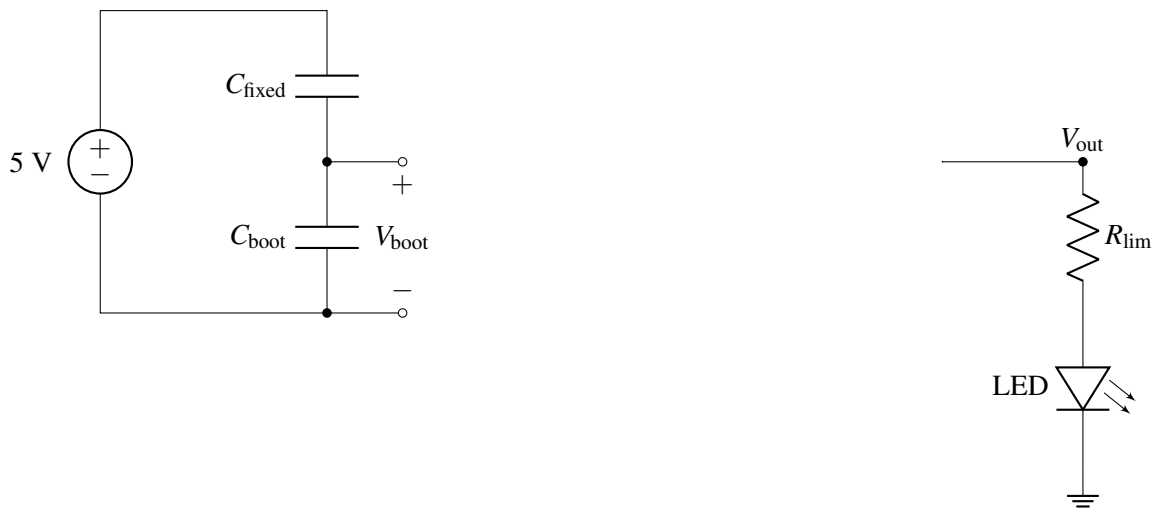 C_fixed
5 V
+
−
+
C_boot
V_boot
−
V_out
R_lim
LED